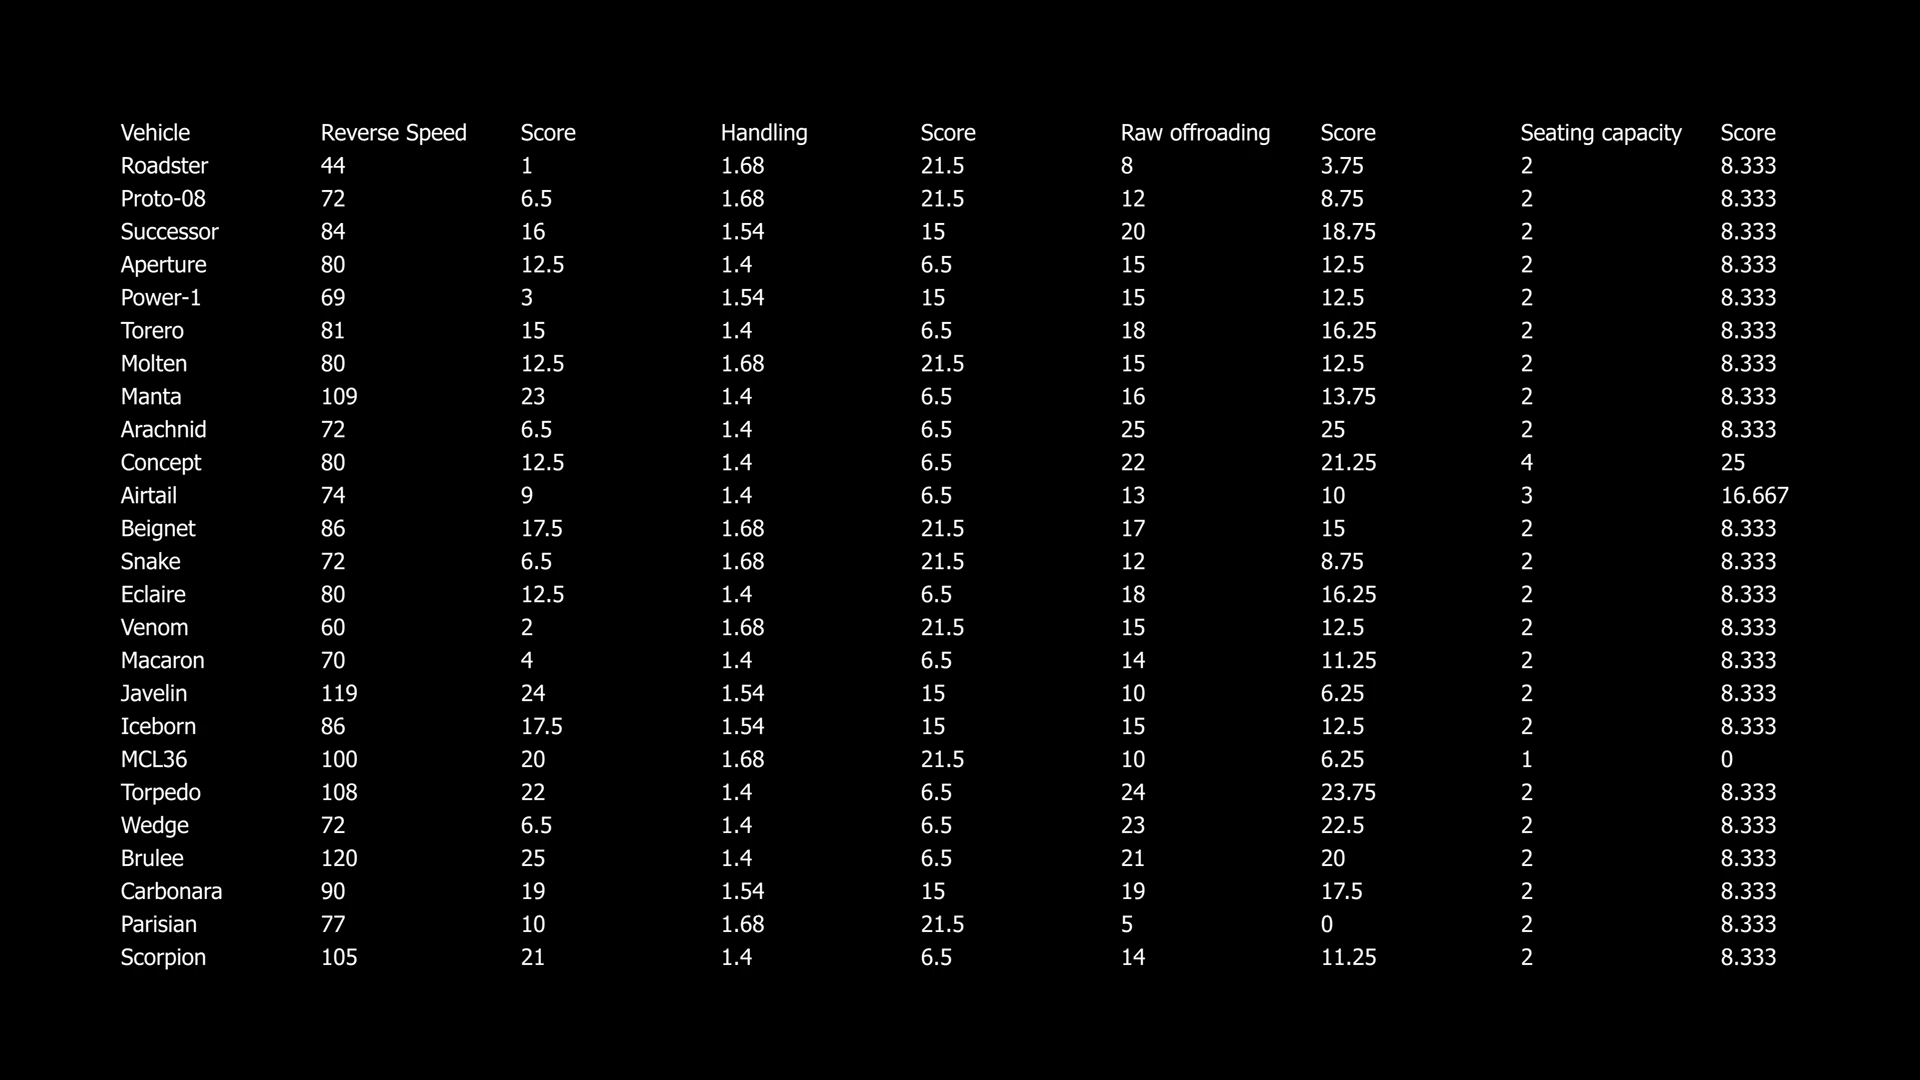 Vehicle Reverse Speed Score Handling Score Raw offroading Score Seating capacity Score
Roadster 44 1 1.68 21.5 8 3.75 2 8.333
Proto-08 72 6.5 1.68 21.5 12 8.75 2 8.333
Successor 84 16 1.54 15 20 18.75 2 8.333
Aperture 80 12.5 1.4 6.5 15 12.5 2 8.333
Power-1 69 3 1.54 15 15 12.5 2 8.333
Torero 81 15 1.4 6.5 18 16.25 2 8.333
Molten 80 12.5 1.68 21.5 15 12.5 2 8.333
Manta 109 23 1.4 6.5 16 13.75 2 8.333
Arachnid 72 6.5 1.4 6.5 25 25 2 8.333
Concept 80 12.5 1.4 6.5 22 21.25 4 25
Airtail 74 9 1.4 6.5 13 10 3 16.667
Beignet 86 17.5 1.68 21.5 17 15 2 8.333
Snake 72 6.5 1.68 21.5 12 8.75 2 8.333
Eclaire 80 12.5 1.4 6.5 18 16.25 2 8.333
Venom 60 2 1.68 21.5 15 12.5 2 8.333
Macaron 70 4 1.4 6.5 14 11.25 2 8.333
Javelin 119 24 1.54 15 10 6.25 2 8.333
Iceborn 86 17.5 1.54 15 15 12.5 2 8.333
MCL36 100 20 1.68 21.5 10 6.25 1 0
Torpedo 108 22 1.4 6.5 24 23.75 2 8.333
Wedge 72 6.5 1.4 6.5 23 22.5 2 8.333
Brulee 120 25 1.4 6.5 21 20 2 8.333
Carbonara 90 19 1.54 15 19 17.5 2 8.333
Parisian 77 10 1.68 21.5 5 0 2 8.333
Scorpion 105 21 1.4 6.5 14 11.25 2 8.333